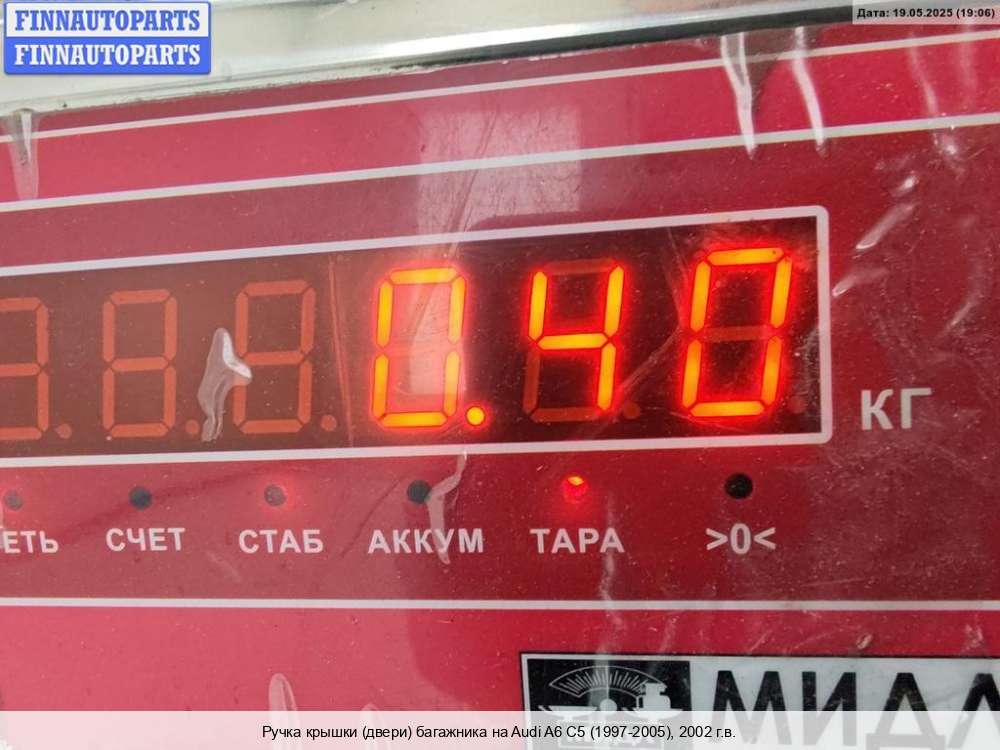 FINNAUTOPARTS
FINNAUTOPARTS
Дата: 19.05.2025 (19:06)
0.40
КГ
СЧЕТ СТАБ АККУМ ТАРА >0<
Ручка крышки (двери) багажника на Audi A6 C5 (1997-2005), 2002 г.в.